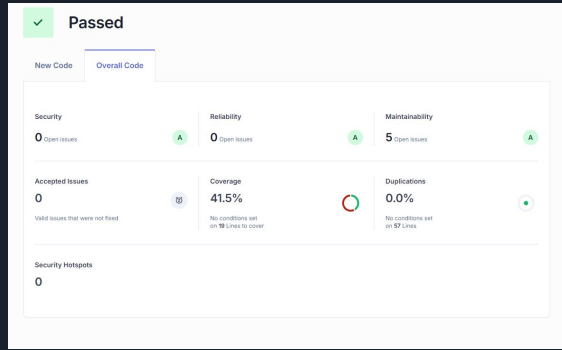 Passed
New Code Overall Code
Security Reliability Maintainability
0 Open issues A 0 Open issues A 5 Open issues A
Accepted Issues Coverage Duplications
0 41.5% 0.0%
Valid issues that were not fixed No conditions set No conditions set
on 19 Lines to cover on 57 Lines
Security Hotspots
0